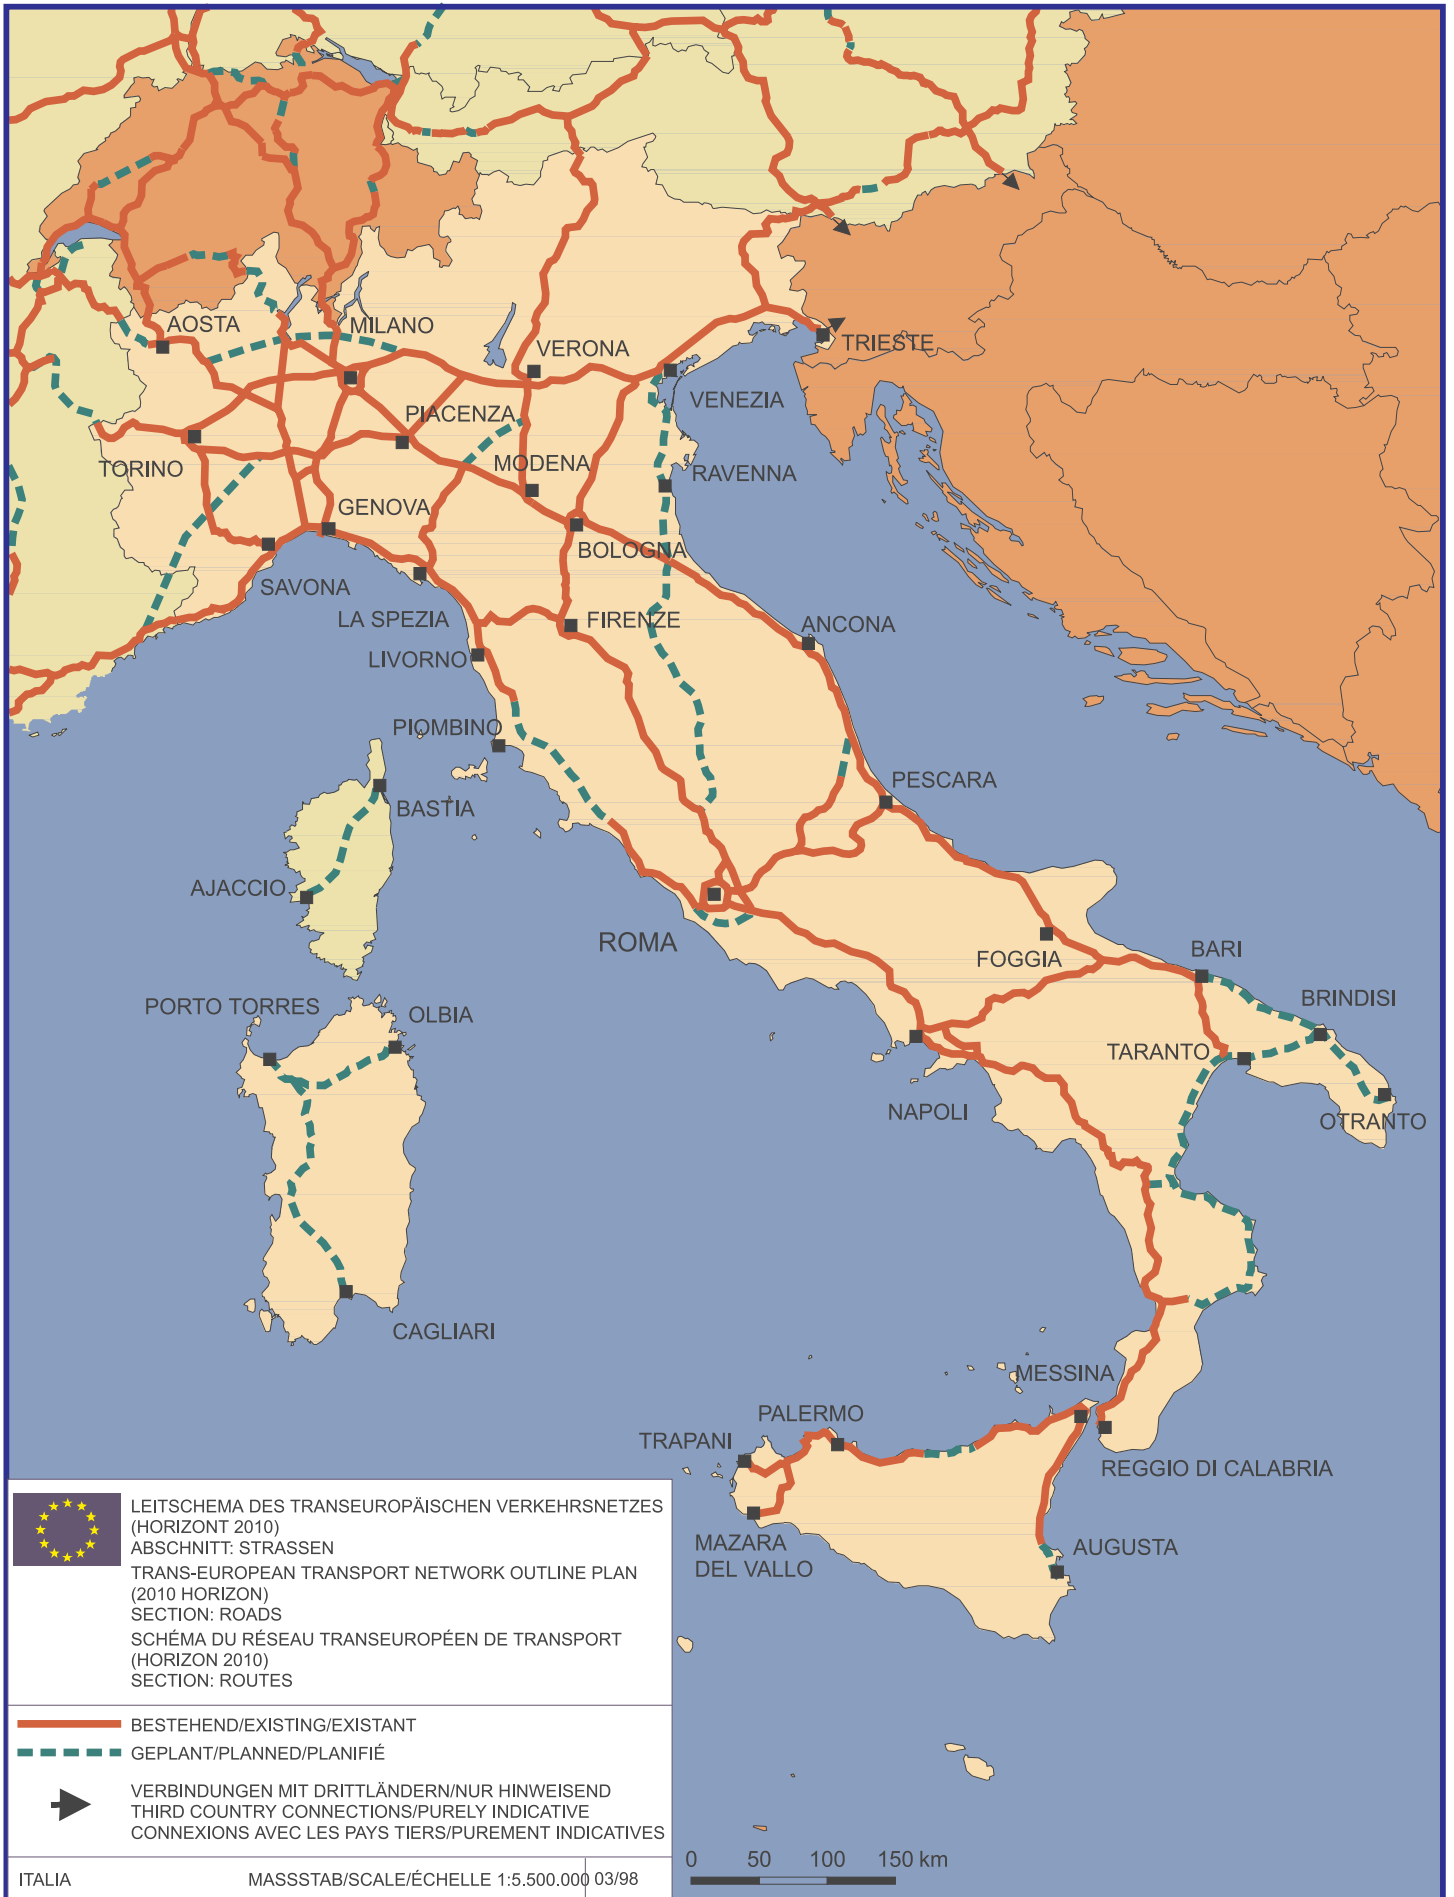 AOSTA
MILANO
VERONA
TRIESTE
VENEZIA
PIACENZA
TORINO
MODENA
RAVENNA
GENOVA
BOLOGNA
SAVONA
LA SPEZIA
FIRENZE
ANCONA
LIVORNO
PIOMBINO
PESCARA
BASTIA
AJACCIO
ROMA
FOGGIA
BARI
PORTO TORRES
OLBIA
BRINDISI
TARANTO
NAPOLI
OTRANTO
CAGLIARI
MESSINA
PALERMO
TRAPANI
REGGIO DI CALABRIA
MAZARA
DEL VALLO
AUGUSTA
LEITSCHEMA DES TRANSEUROPÄISCHEN VERKEHRSNETZES
(HORIZONT 2010)
ABSCHNITT: STRASSEN
TRANS-EUROPEAN TRANSPORT NETWORK OUTLINE PLAN
(2010 HORIZON)
SECTION: ROADS
SCHÉMA DU RÉSEAU TRANSEUROPÉEN DE TRANSPORT
(HORIZON 2010)
SECTION: ROUTES
BESTEHEND/EXISTING/EXISTANT
GEPLANT/PLANNED/PLANIFIÉ
VERBINDUNGEN MIT DRITTLÄNDERN/NUR HINWEISEND
THIRD COUNTRY CONNECTIONS/PURELY INDICATIVE
CONNEXIONS AVEC LES PAYS TIERS/PUREMENT INDICATIVES
ITALIA MASSSTAB/SCALE/ÉCHELLE 1:5.500.000 03/98
0 50 100 150 km